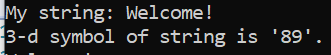 My string: Welcome!
3-d symbol of string is '89'.